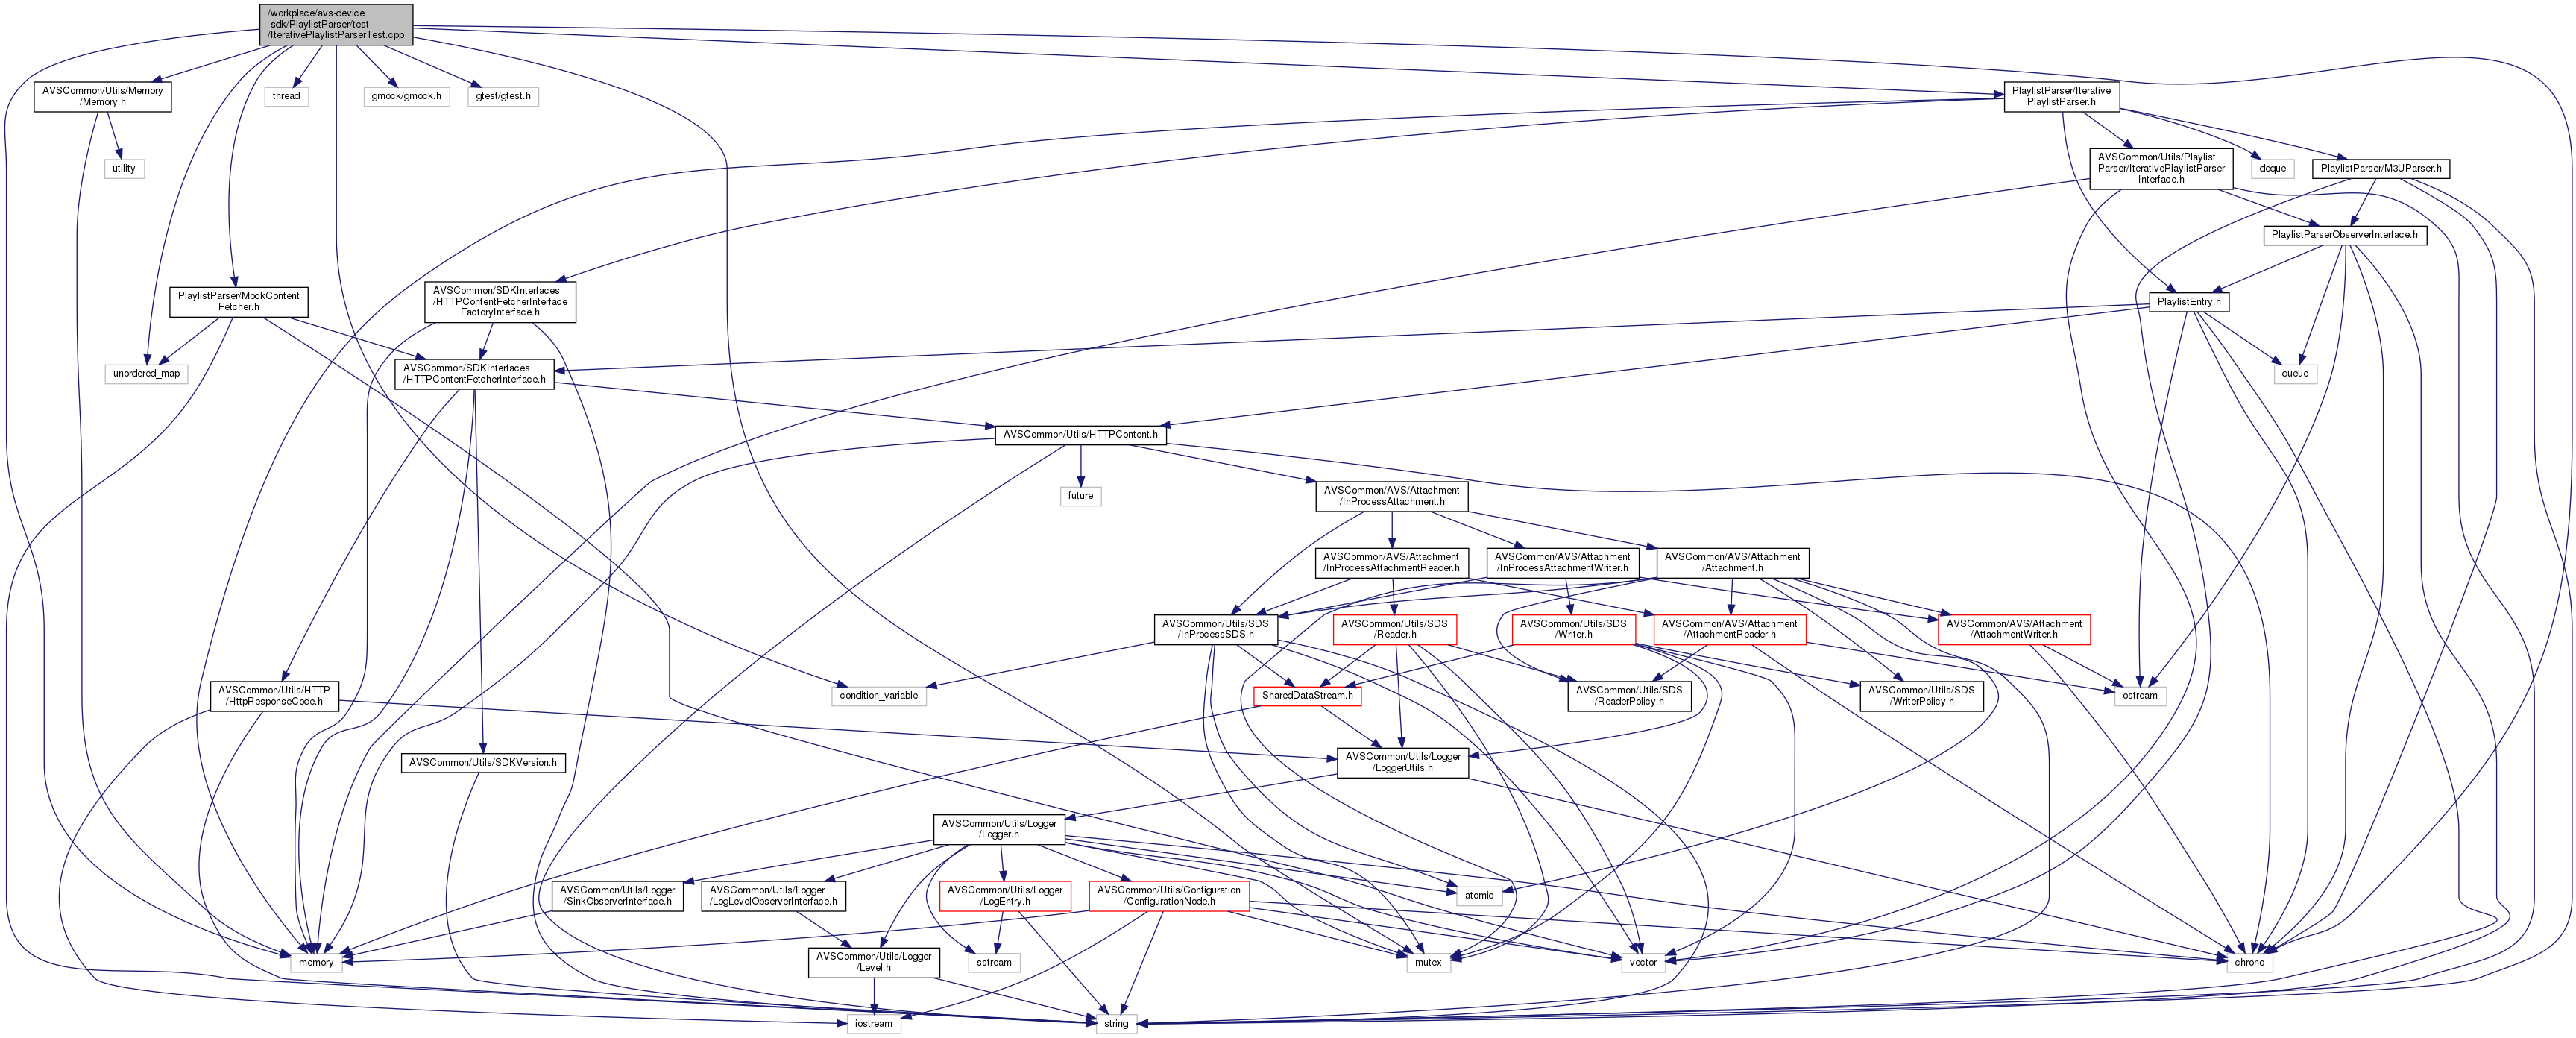 /workplace/avs-device
-sdk/PlaylistParser/test
/IterativePlaylistParserTest.cpp
AVSCommon/Utils/Memory
/Memory.h
thread
gmock/gmock.h
gtest/gtest.h
PlaylistParser/Iterative
PlaylistParser.h
utility
AVSCommon/Utils/Playlist
Parser/IterativePlaylistParser
Interface.h
deque
PlaylistParser/M3UParser.h
PlaylistParserObserverInterface.h
PlaylistParser/MockContent
Fetcher.h
AVSCommon/SDKInterfaces
/HTTPContentFetcherInterface
FactoryInterface.h
PlaylistEntry.h
unordered_map
AVSCommon/SDKInterfaces
/HTTPContentFetcherInterface.h
queue
AVSCommon/Utils/HTTPContent.h
future
AVSCommon/AVS/Attachment
/InProcessAttachment.h
AVSCommon/AVS/Attachment
/InProcessAttachmentReader.h
AVSCommon/AVS/Attachment
/InProcessAttachmentWriter.h
AVSCommon/AVS/Attachment
/Attachment.h
AVSCommon/Utils/SDS
/InProcessSDS.h
AVSCommon/Utils/SDS
/Reader.h
AVSCommon/Utils/SDS
/Writer.h
AVSCommon/AVS/Attachment
/AttachmentReader.h
AVSCommon/AVS/Attachment
/AttachmentWriter.h
AVSCommon/Utils/HTTP
/HttpResponseCode.h
condition_variable
SharedDataStream.h
AVSCommon/Utils/SDS
/ReaderPolicy.h
AVSCommon/Utils/SDS
/WriterPolicy.h
ostream
AVSCommon/Utils/SDKVersion.h
AVSCommon/Utils/Logger
/LoggerUtils.h
AVSCommon/Utils/Logger
/Logger.h
AVSCommon/Utils/Logger
/SinkObserverInterface.h
AVSCommon/Utils/Logger
/LogLevelObserverInterface.h
AVSCommon/Utils/Logger
/LogEntry.h
AVSCommon/Utils/Configuration
/ConfigurationNode.h
atomic
memory
AVSCommon/Utils/Logger
/Level.h
sstream
mutex
vector
chrono
iostream
string